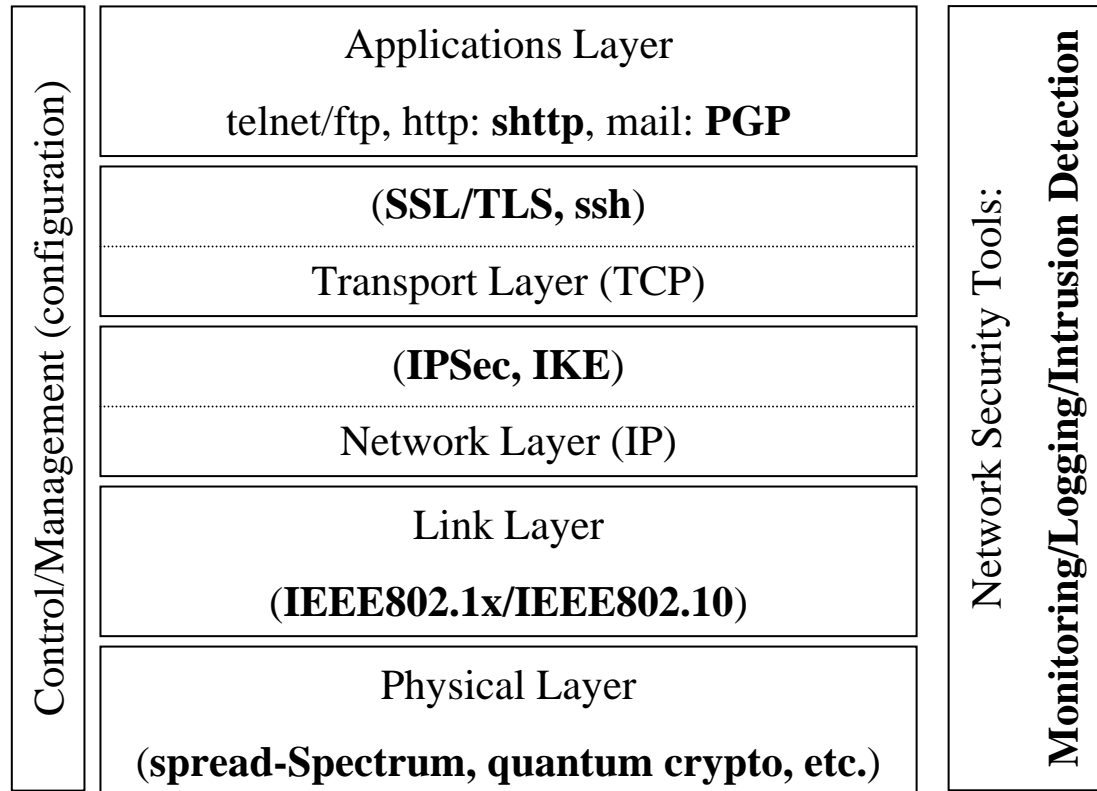 Control/Management (configuration)
Applications Layer
telnet/ftp, http: shttp, mail: PGP
(SSL/TLS, ssh)
Transport Layer (TCP)
(IPSec, IKE)
Network Layer (IP)
Link Layer
(IEEE802.1x/IEEE802.10)
Physical Layer
(spread-Spectrum, quantum crypto, etc.)
Network Security Tools:
Monitoring/Logging/Intrusion Detection